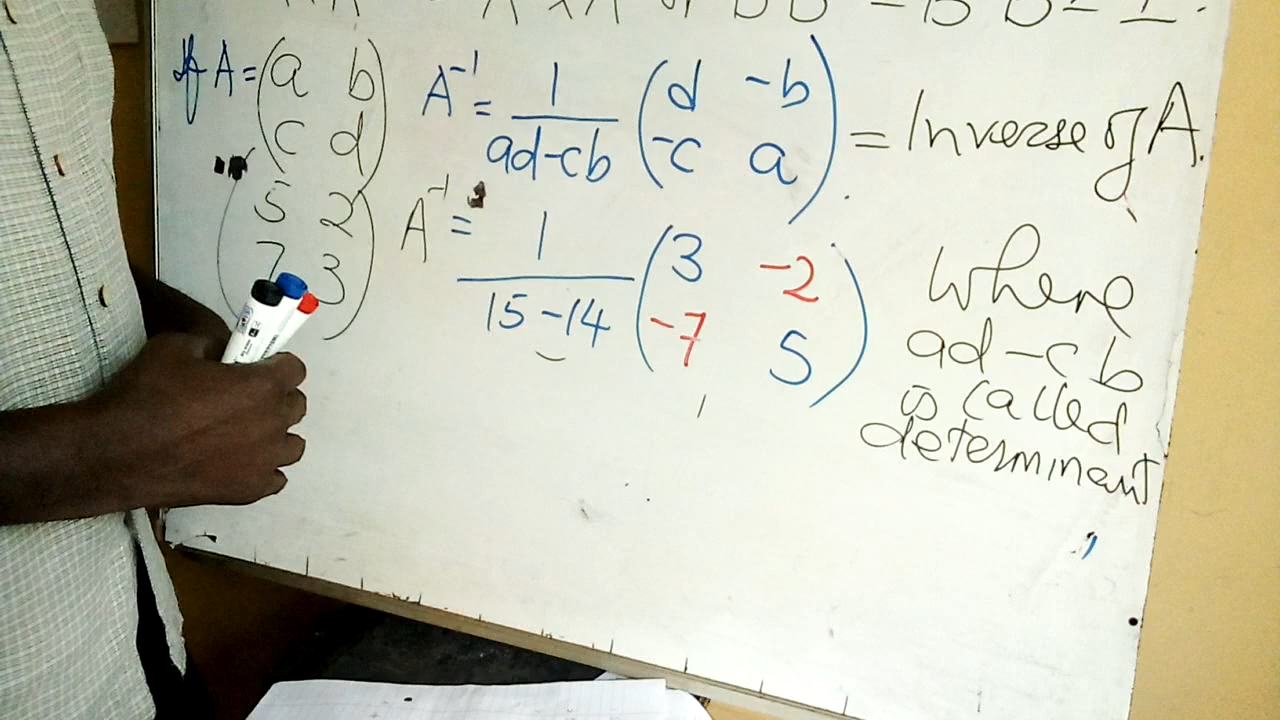 If A = (a b
c d)
A⁻¹ = 1/(ad-cb) (d -b
-c a) = Inverse of A.
(5 2
7 3)
A⁻¹ = 1/(15-14) (3 -2
-7 5)
where
ad-cb
is called
determinant